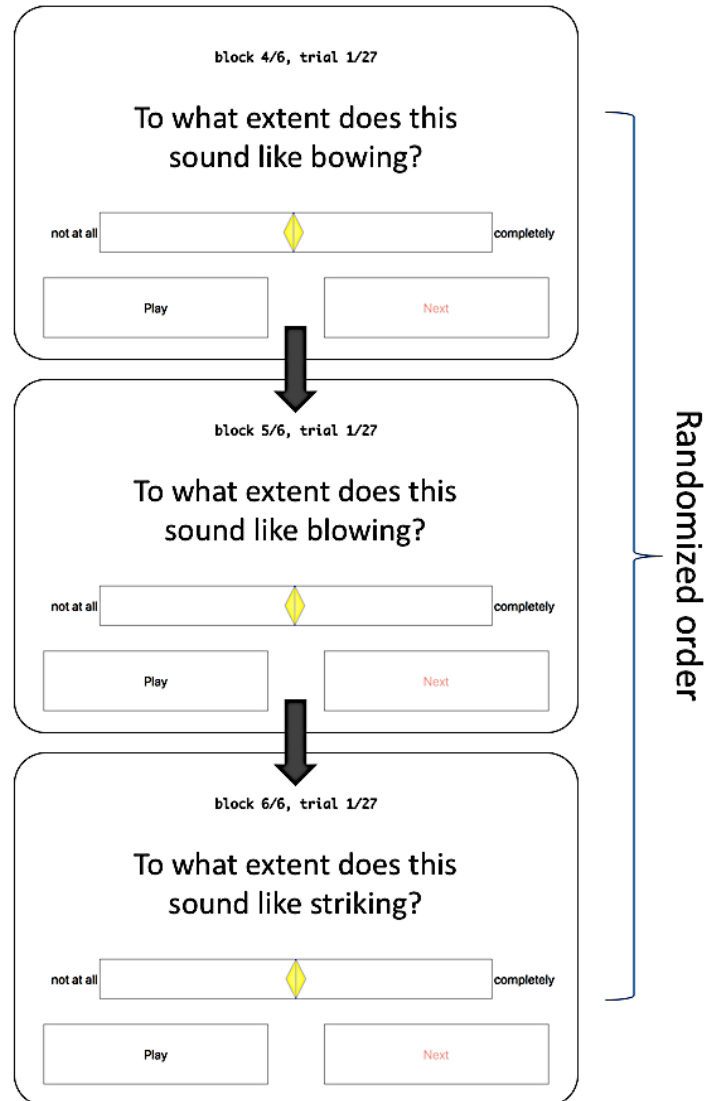 block 4/6, trial 1/27
To what extent does this
sound like bowing?
not at all
completely
Play
Next
block 5/6, trial 1/27
To what extent does this
sound like blowing?
not at all
completely
Play
Next
block 6/6, trial 1/27
To what extent does this
sound like striking?
not at all
completely
Play
Next
Randomized order